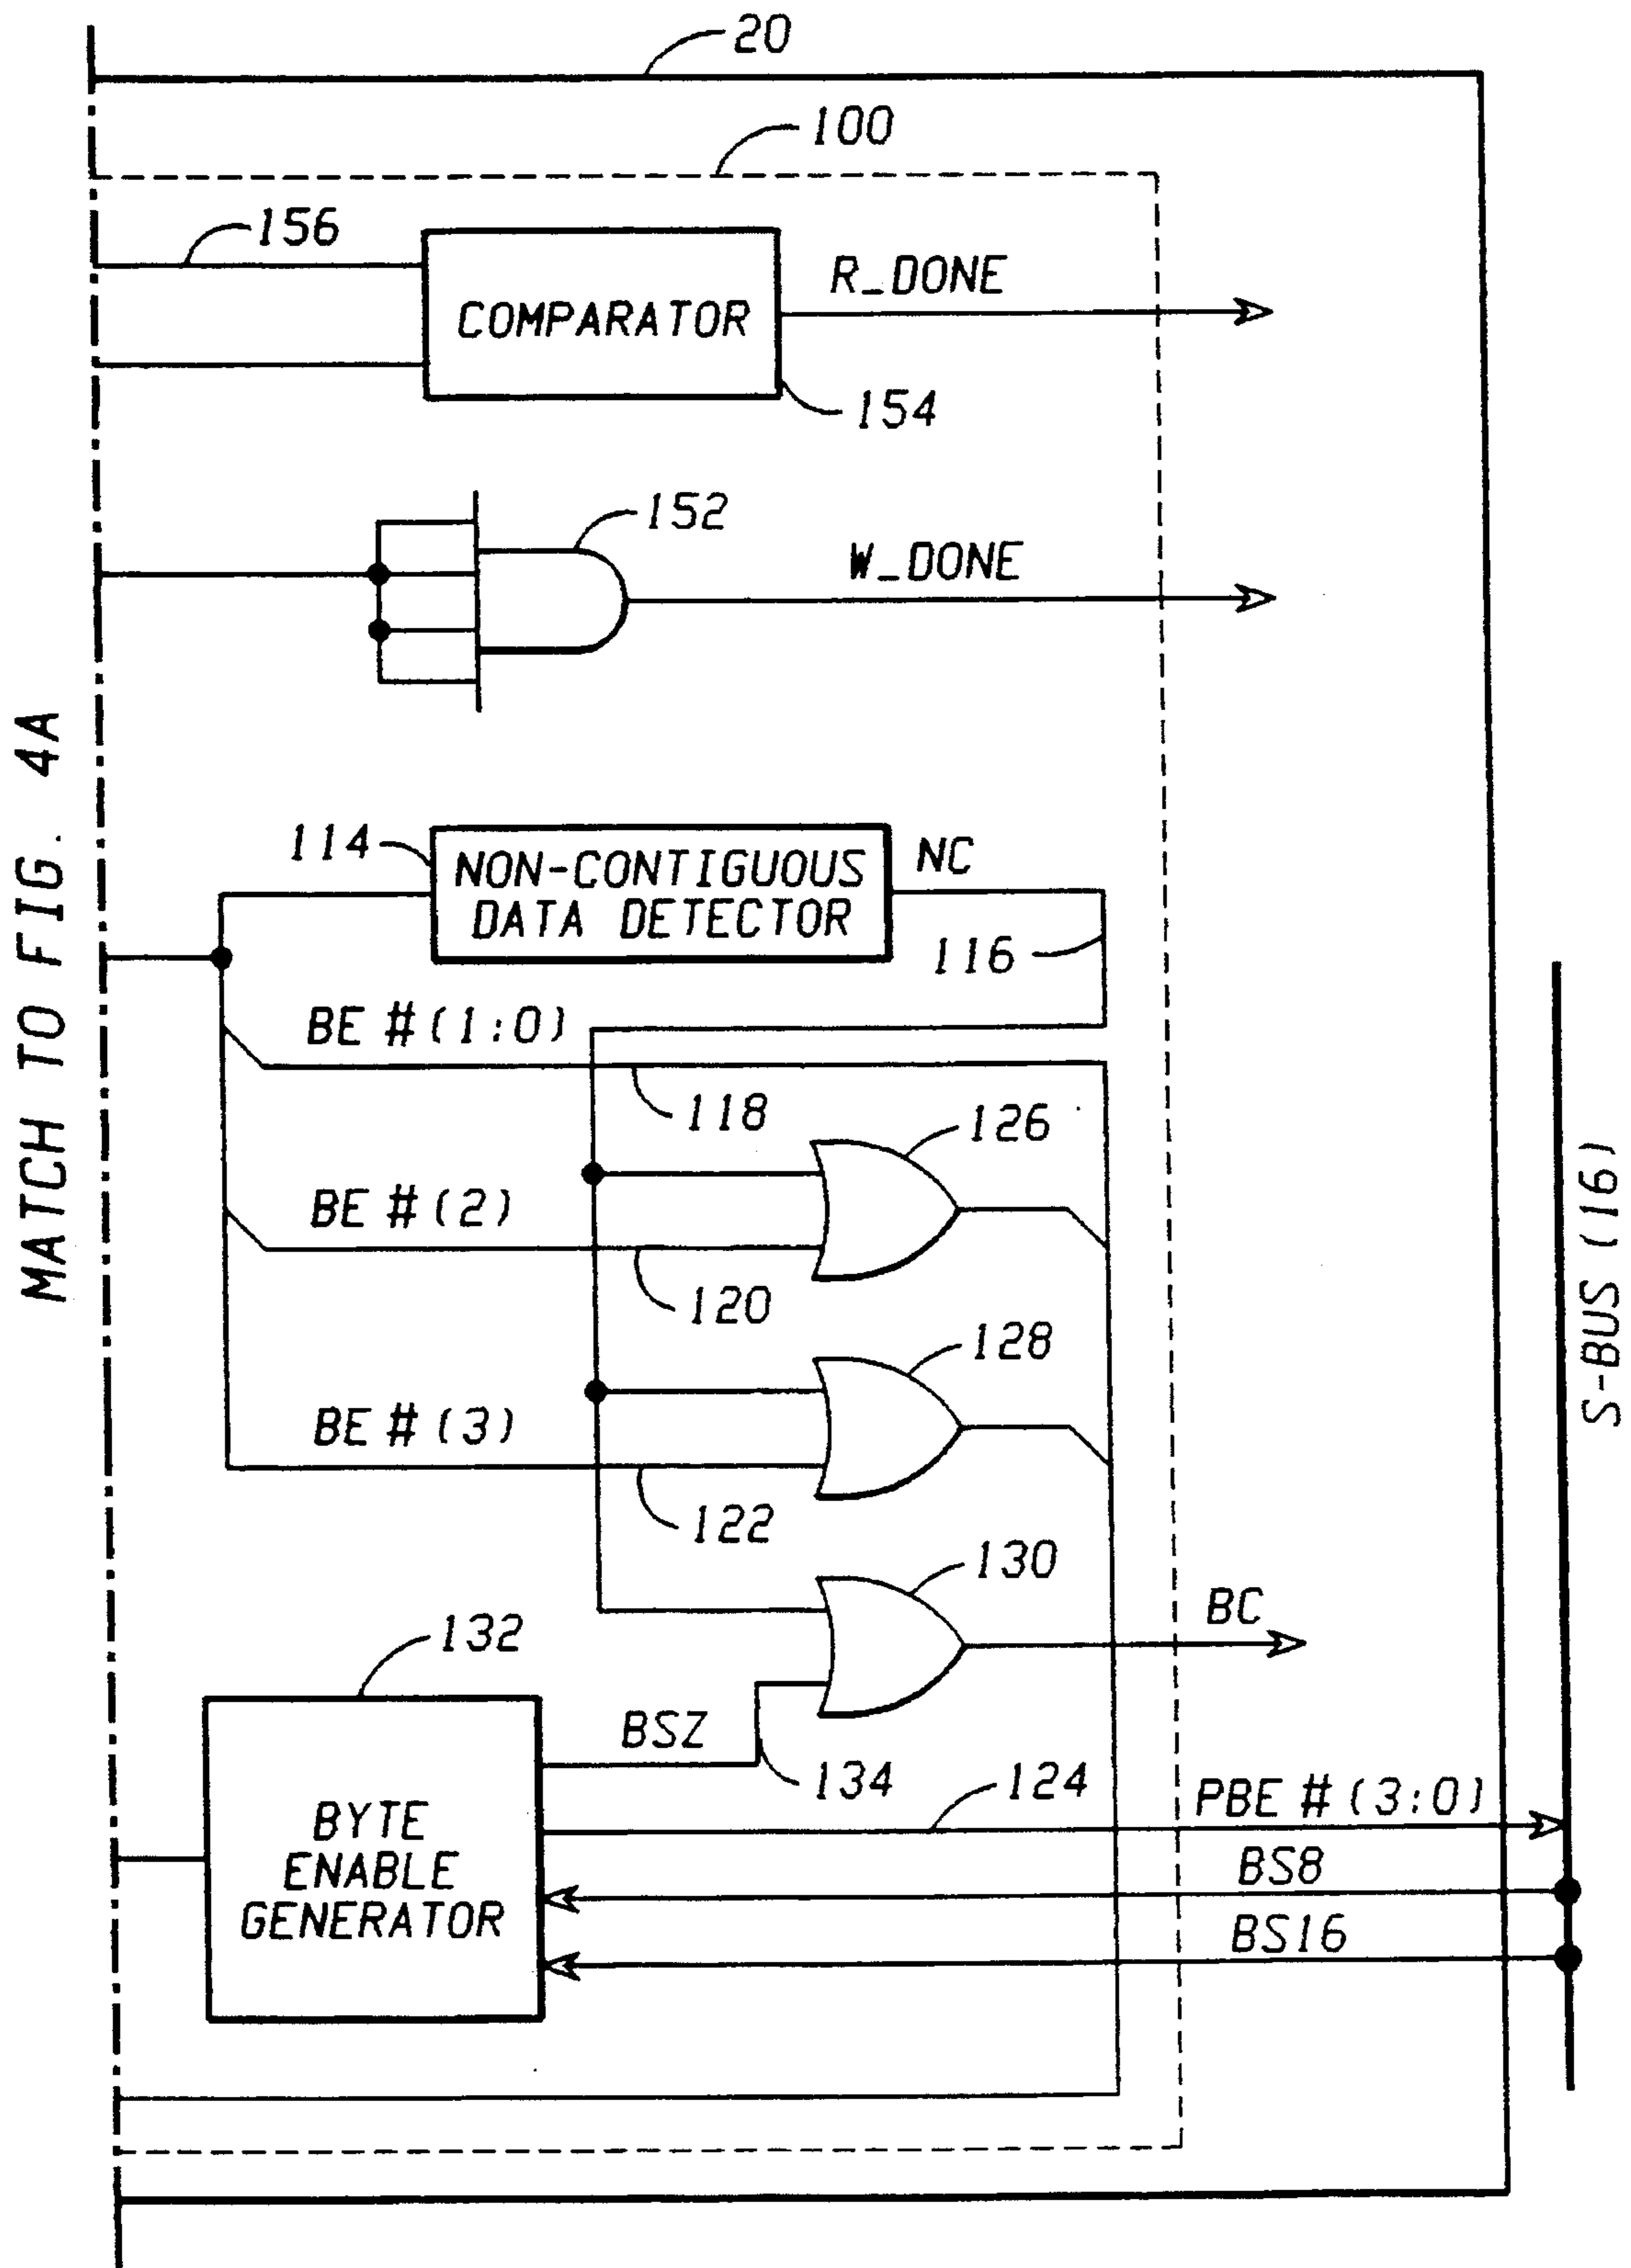 20
100
156
COMPARATOR
R_DONE
154
152
W_DONE
MATCH TO FIG. 4A
114
NON-CONTIGUOUS
DATA DETECTOR
NC
116
BE # (1:0)
118
126
BE # (2)
120
128
BE # (3)
122
130
BC
132
BSZ
134
124
PBE # (3:0)
BYTE
ENABLE
GENERATOR
BS8
BS16
S-BUS (16)